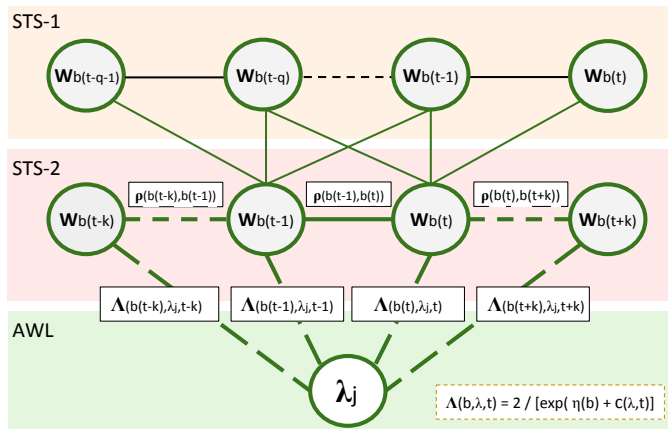 STS-1
Wb(t-q-1)
Wb(t-q)
Wb(t-1)
Wb(t)
STS-2
ρ(b(t-k),b(t-1))
ρ(b(t-1),b(t))
ρ(b(t),b(t+k))
Wb(t-k)
Wb(t-1)
Wb(t)
Wb(t+k)
Λ(b(t-k),λj,t-k)
Λ(b(t-1),λj,t-1)
Λ(b(t),λj,t)
Λ(b(t+k),λj,t+k)
AWL
λj
Λ(b,λ,t) = 2 / [exp( η(b) + C(λ,t)]